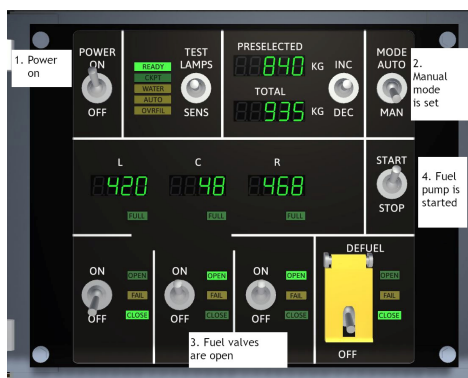 1. Power
on
POWER
ON
OFF
READY
CKPT
WATER
AUTO
OVRFIL
TEST
LAMPS
SENS
PRESELECTED
840 KG
TOTAL
935 KG
INC
DEC
MODE
AUTO
MAN
2.
Manual
mode
is set
L C R
420 48 468
FULL FULL FULL
START
STOP
4. Fuel
pump is
started
ON
OFF
OPEN
FAIL
CLOSE
ON
OFF
OPEN
FAIL
CLOSE
ON
OFF
OPEN
FAIL
CLOSE
DEFUEL
OFF
OPEN
FAIL
CLOSE
3. Fuel valves
are open